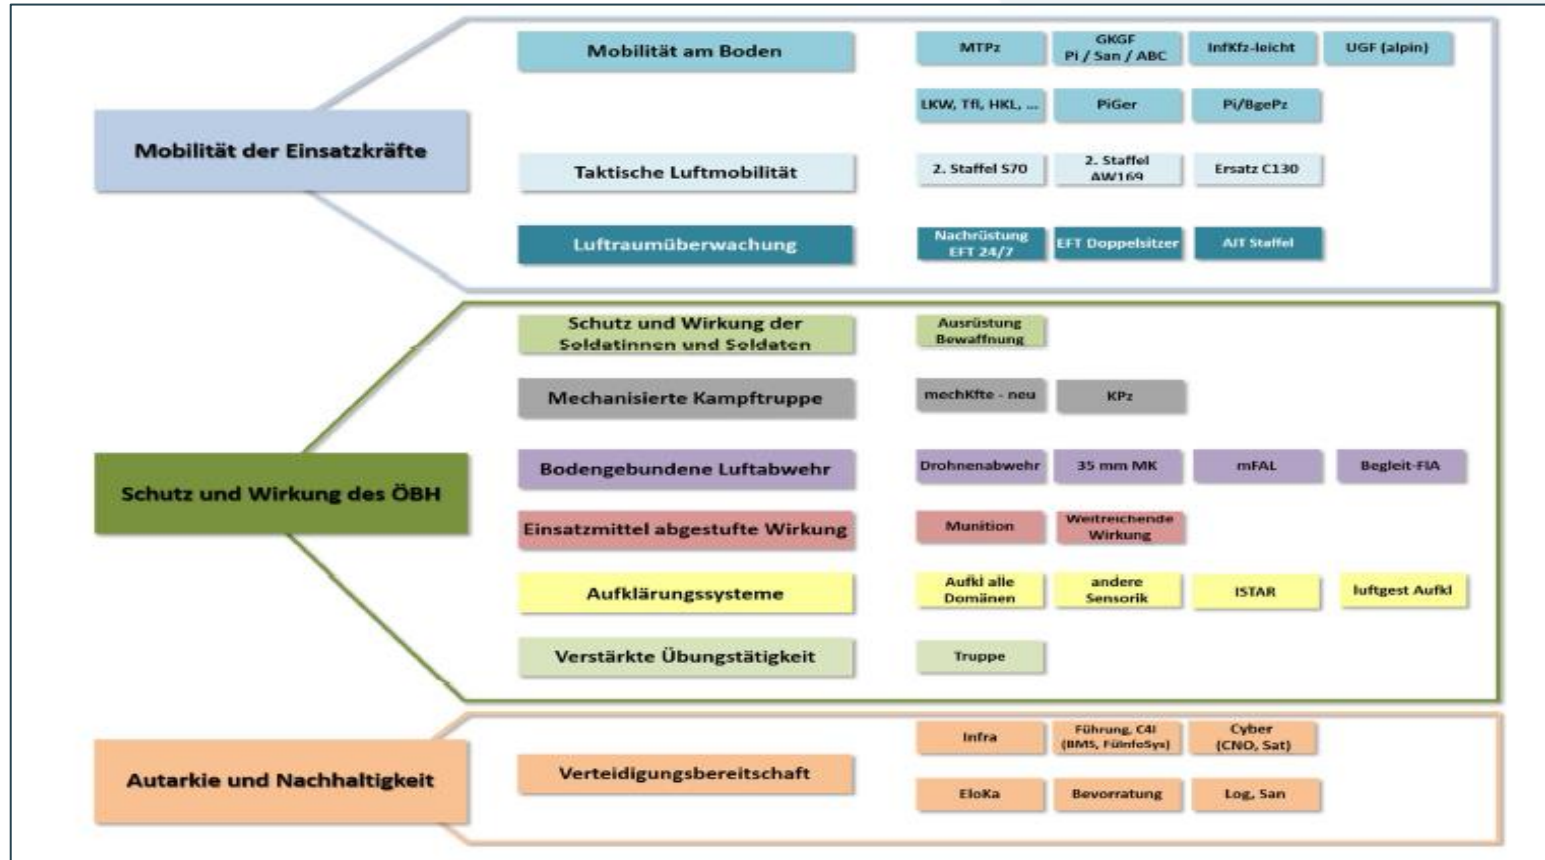 Mobilität der Einsatzkräfte
Mobilität am Boden
MTPz
GKGF
Pi / San / ABC
InfKfz-leicht
UGF (alpin)
LKW, Tfl, HKL, ...
PiGer
Pi/BgePz
Taktische Luftmobilität
2. Staffel S70
2. Staffel
AW169
Ersatz C130
Luftraumüberwachung
Nachrüstung
EFT 24/7
EFT Doppelsitzer
AJT Staffel
Schutz und Wirkung des ÖBH
Schutz und Wirkung der
Soldatinnen und Soldaten
Ausrüstung
Bewaffnung
Mechanisierte Kampftruppe
mechKfte - neu
KPz
Bodengebundene Luftabwehr
Drohnenabwehr
35 mm MK
mFAL
Begleit-FlA
Einsatzmittel abgestufte Wirkung
Munition
Weitreichende
Wirkung
Aufklärungssysteme
Aufkl alle
Domänen
andere
Sensorik
ISTAR
luftgest Aufkl
Verstärkte Übungstätigkeit
Truppe
Autarkie und Nachhaltigkeit
Verteidigungsbereitschaft
Infra
Führung, C4I
(BMS, FüInfoSys)
Cyber
(CNO, Sat)
EloKa
Bevorratung
Log, San